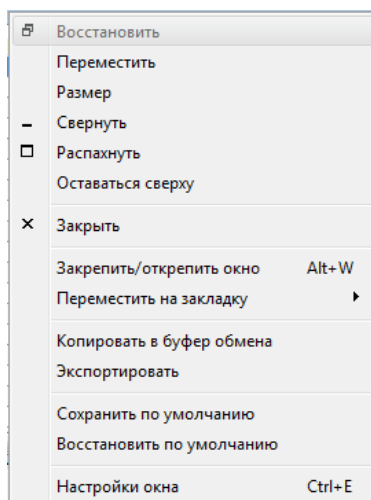 Восстановить
Переместить
Размер
Свернуть
Распахнуть
Оставаться сверху
Закрыть
Закрепить/открепить окно Alt+W
Переместить на закладку
Копировать в буфер обмена
Экспортировать
Сохранить по умолчанию
Восстановить по умолчанию
Настройки окна Ctrl+E